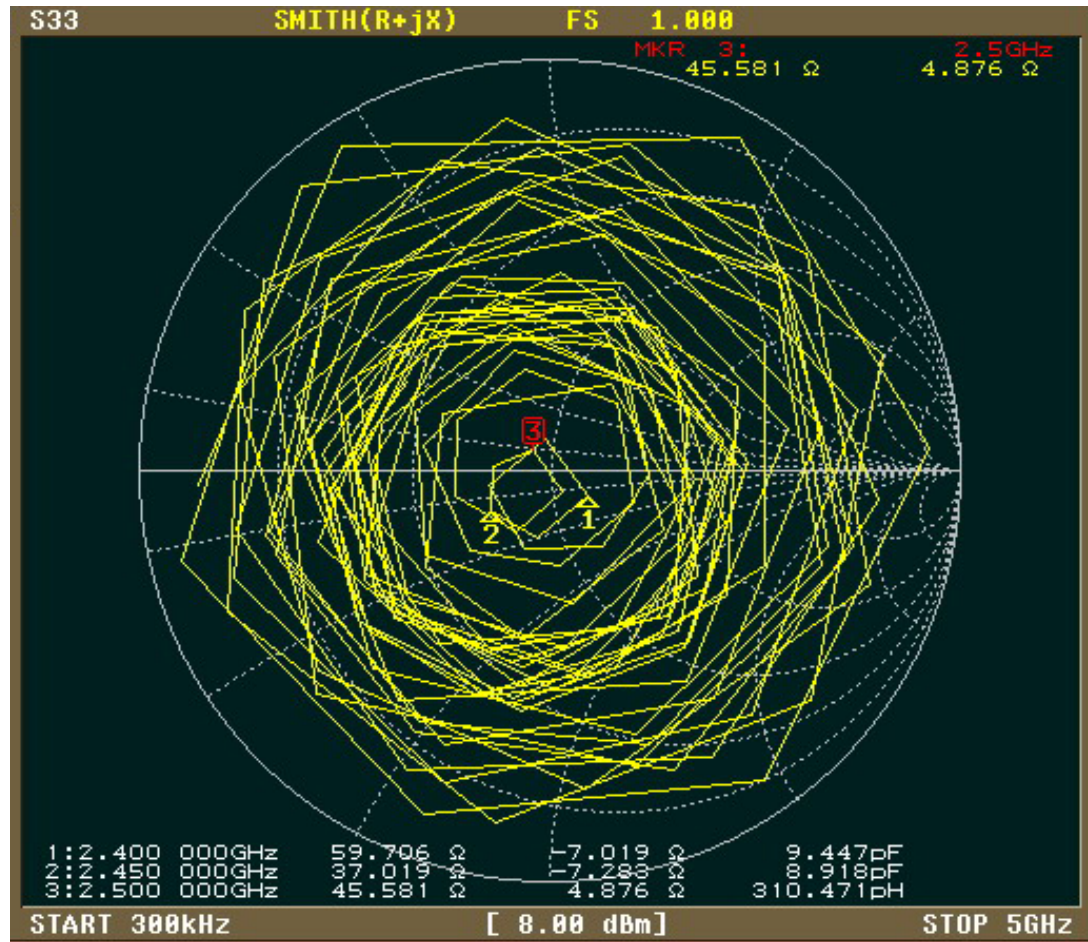 S33 SMITH(R+jX) FS 1.000
MKR 3: 2.5GHz
45.581 Ω 4.876 Ω
3
1
2
1:2.400 000GHz 59.706 Ω -7.019 Ω 9.447pF
2:2.450 000GHz 37.019 Ω -7.283 Ω 8.918pF
3:2.500 000GHz 45.581 Ω 4.876 Ω 310.471pH
START 300kHz [ 8.00 dBm] STOP 5GHz